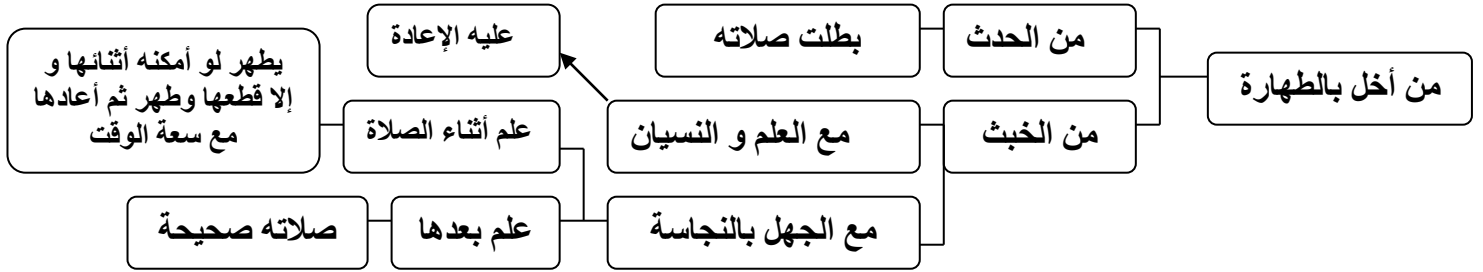 من أخل بالطهارة
من الحدث
بطلت صلاته
من الخبث
مع العلم و النسيان
عليه الإعادة
مع الجهل بالنجاسة
علم أثناء الصلاة
يطهر لو أمكنه أثنائها و
إلا قطعها وطهر ثم أعادها
مع سعة الوقت
علم بعدها
صلاته صحيحة